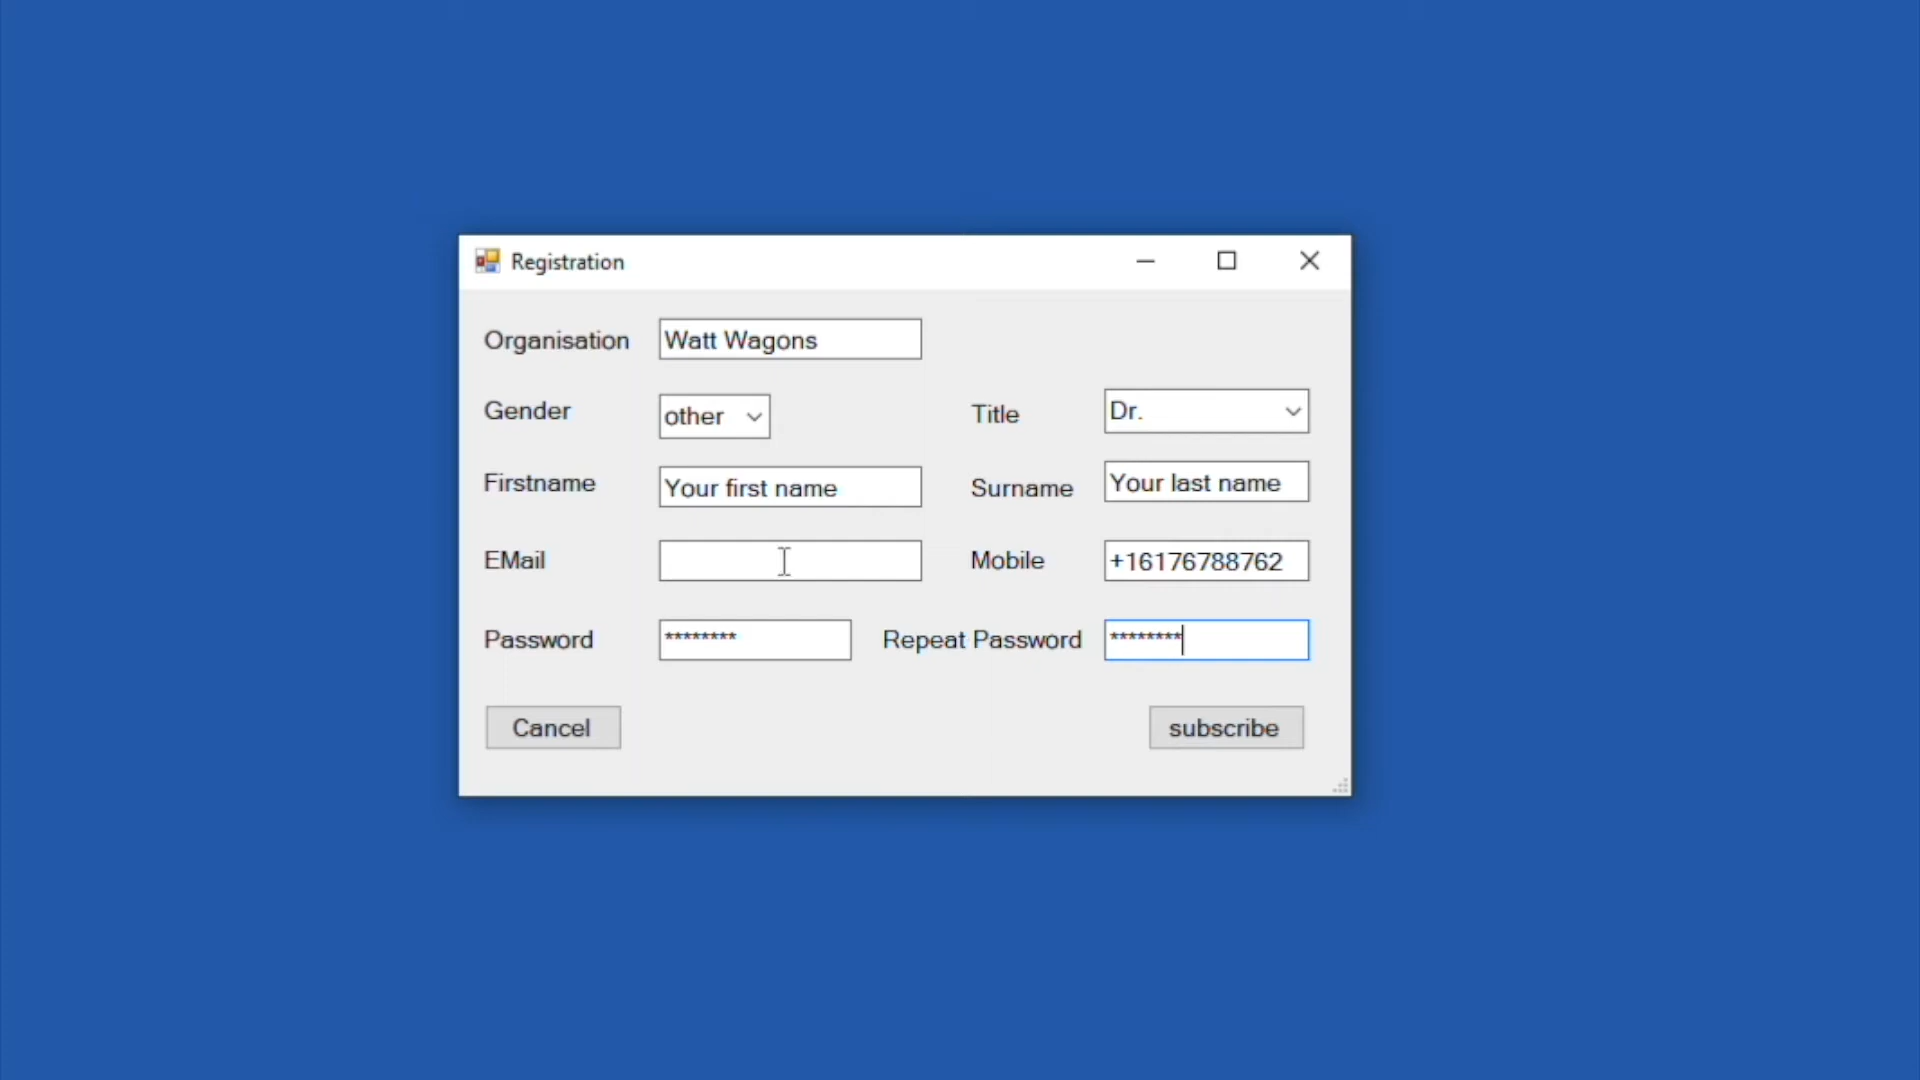 Registration
Organisation Watt Wagons
Gender other Title Dr.
Firstname Your first name Surname Your last name
EMail Mobile +16176788762
Password ******** Repeat Password ********
Cancel subscribe